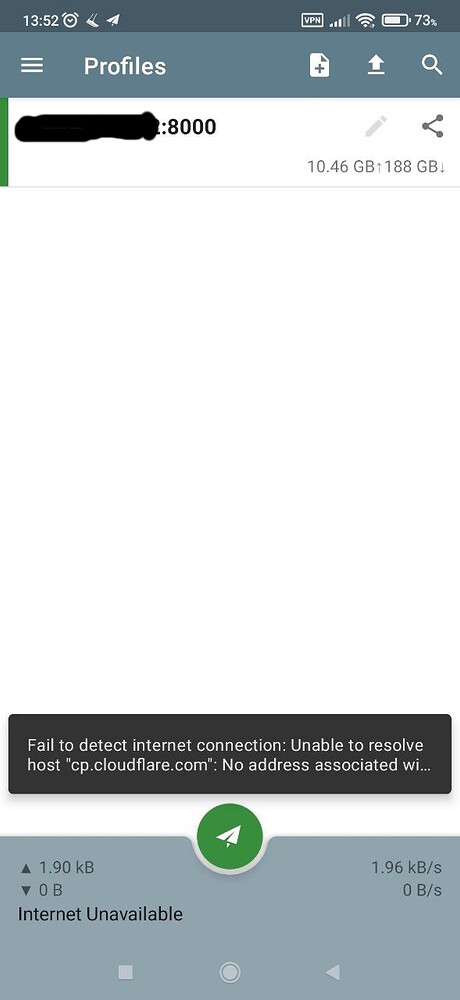 13:52 VPN 73%
Profiles
:8000
10.46 GB↑188 GB↓
Fail to detect internet connection: Unable to resolve
host "cp.cloudflare.com": No address associated wi…
▲ 1.90 kB 1.96 kB/s
▼ 0 B 0 B/s
Internet Unavailable